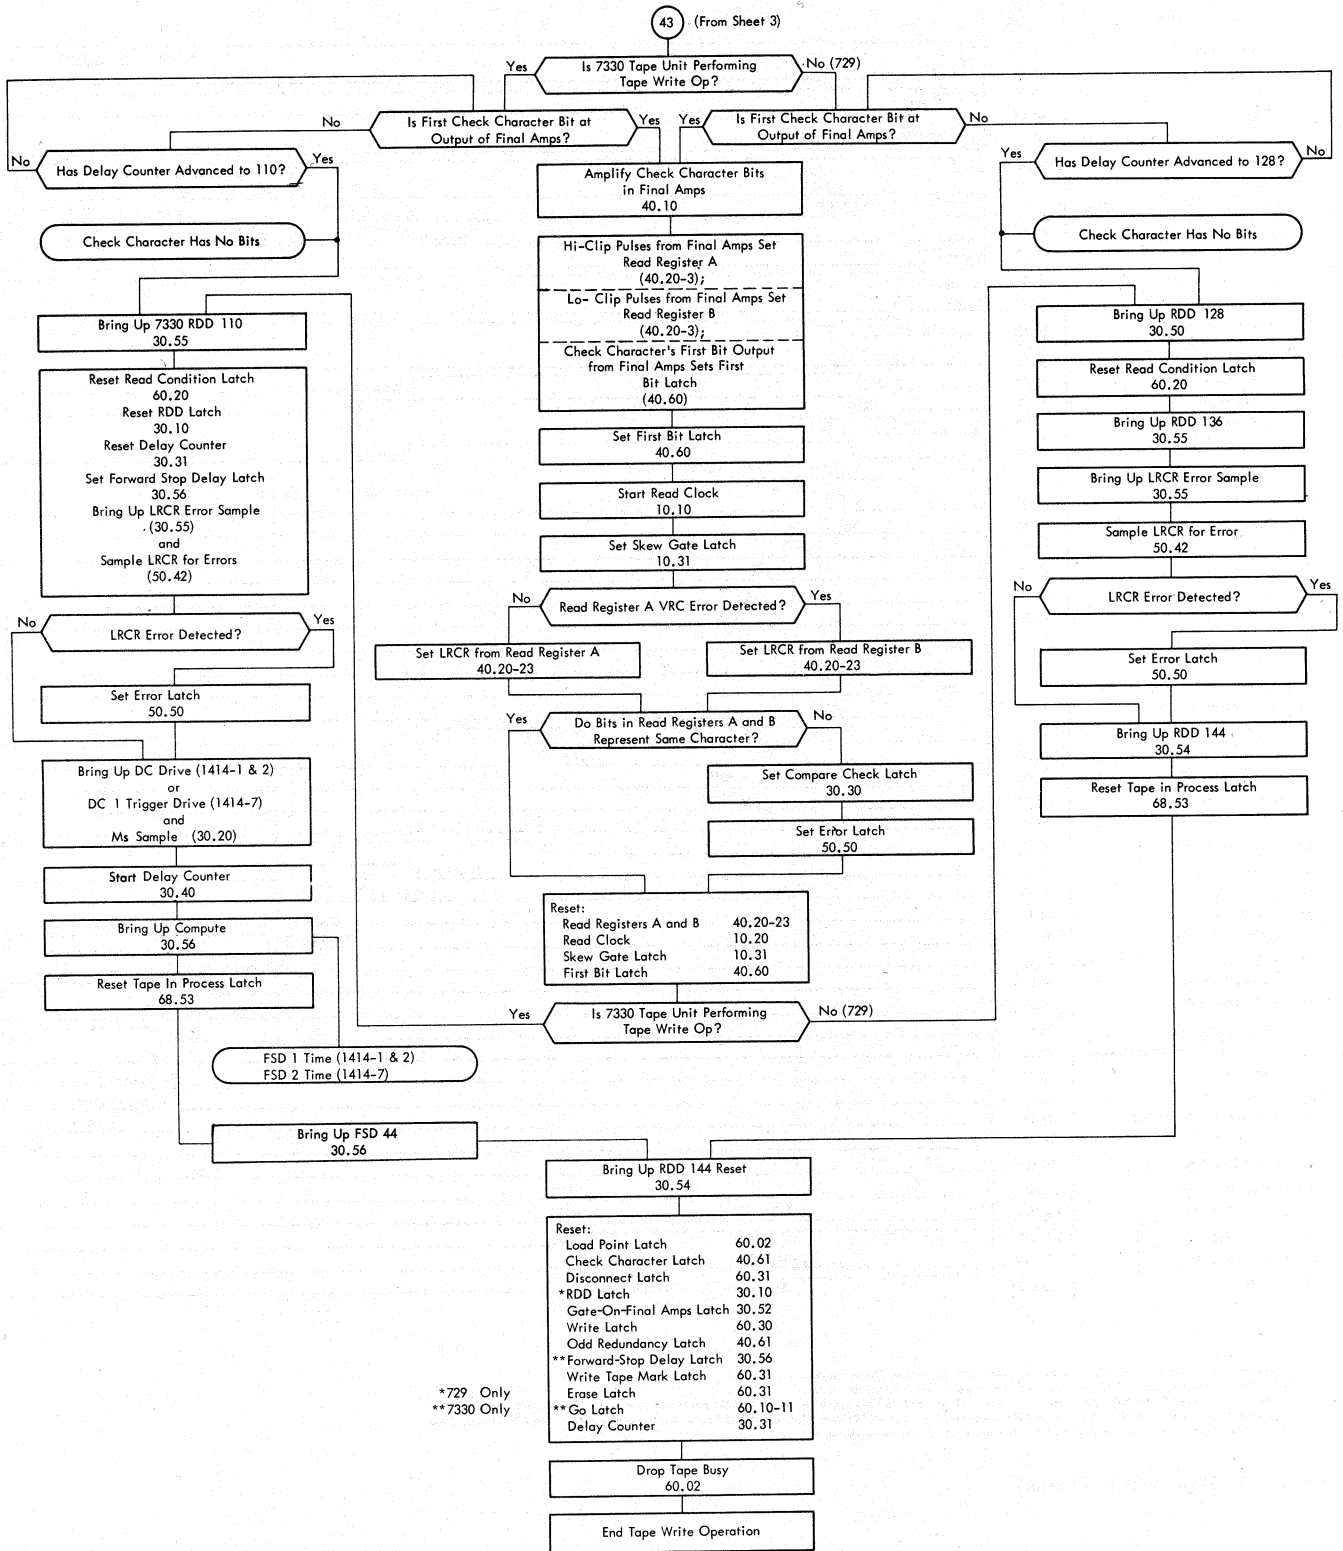 43 (From Sheet 3)
Is 7330 Tape Unit Performing
Tape Write Op?
Yes
No (729)
Is First Check Character Bit at
Output of Final Amps?
No
Yes
Is First Check Character Bit at
Output of Final Amps?
Yes
No
Has Delay Counter Advanced to 110?
No
Yes
Has Delay Counter Advanced to 128?
Yes
No
Check Character Has No Bits
Check Character Has No Bits
Amplify Check Character Bits
in Final Amps
40.10
Hi-Clip Pulses from Final Amps Set
Read Register A
(40.20-3);
Lo- Clip Pulses from Final Amps Set
Read Register B
(40.20-3);
Check Character's First Bit Output
from Final Amps Sets First
Bit Latch
(40.60)
Set First Bit Latch
40.60
Start Read Clock
10.10
Set Skew Gate Latch
10.31
Read Register A VRC Error Detected?
No
Yes
Set LRCR from Read Register A
40.20-23
Set LRCR from Read Register B
40.20-23
Do Bits in Read Registers A and B
Represent Same Character?
Yes
No
Set Compare Check Latch
30.30
Set Error Latch
50.50
Reset:
Read Registers A and B 40.20-23
Read Clock 10.20
Skew Gate Latch 10.31
First Bit Latch 40.60
Is 7330 Tape Unit Performing
Tape Write Op?
Yes
No (729)
Bring Up 7330 RDD 110
30.55
Reset Read Condition Latch
60.20
Reset RDD Latch
30.10
Reset Delay Counter
30.31
Set Forward Stop Delay Latch
30.56
Bring Up LRCR Error Sample
(30.55)
and
Sample LRCR for Errors
(50.42)
LRCR Error Detected?
No
Yes
Set Error Latch
50.50
Bring Up DC Drive (1414-1 & 2)
or
DC 1 Trigger Drive (1414-7)
and
Ms Sample (30.20)
Start Delay Counter
30.40
Bring Up Compute
30.56
Reset Tape In Process Latch
68.53
FSD 1 Time (1414-1 & 2)
FSD 2 Time (1414-7)
Bring Up FSD 44
30.56
Bring Up RDD 128
30.50
Reset Read Condition Latch
60.20
Bring Up RDD 136
30.55
Bring Up LRCR Error Sample
30.55
Sample LRCR for Error
50.42
LRCR Error Detected?
No
Yes
Set Error Latch
50.50
Bring Up RDD 144
30.54
Reset Tape in Process Latch
68.53
Bring Up RDD 144 Reset
30.54
Reset:
Load Point Latch 60.02
Check Character Latch 40.61
Disconnect Latch 60.31
*RDD Latch 30.10
Gate-On-Final Amps Latch 30.52
Write Latch 60.30
Odd Redundancy Latch 40.61
**Forward-Stop Delay Latch 30.56
Write Tape Mark Latch 60.31
Erase Latch 60.31
**Go Latch 60.10-11
Delay Counter 30.31
*729 Only
**7330 Only
Drop Tape Busy
60.02
End Tape Write Operation